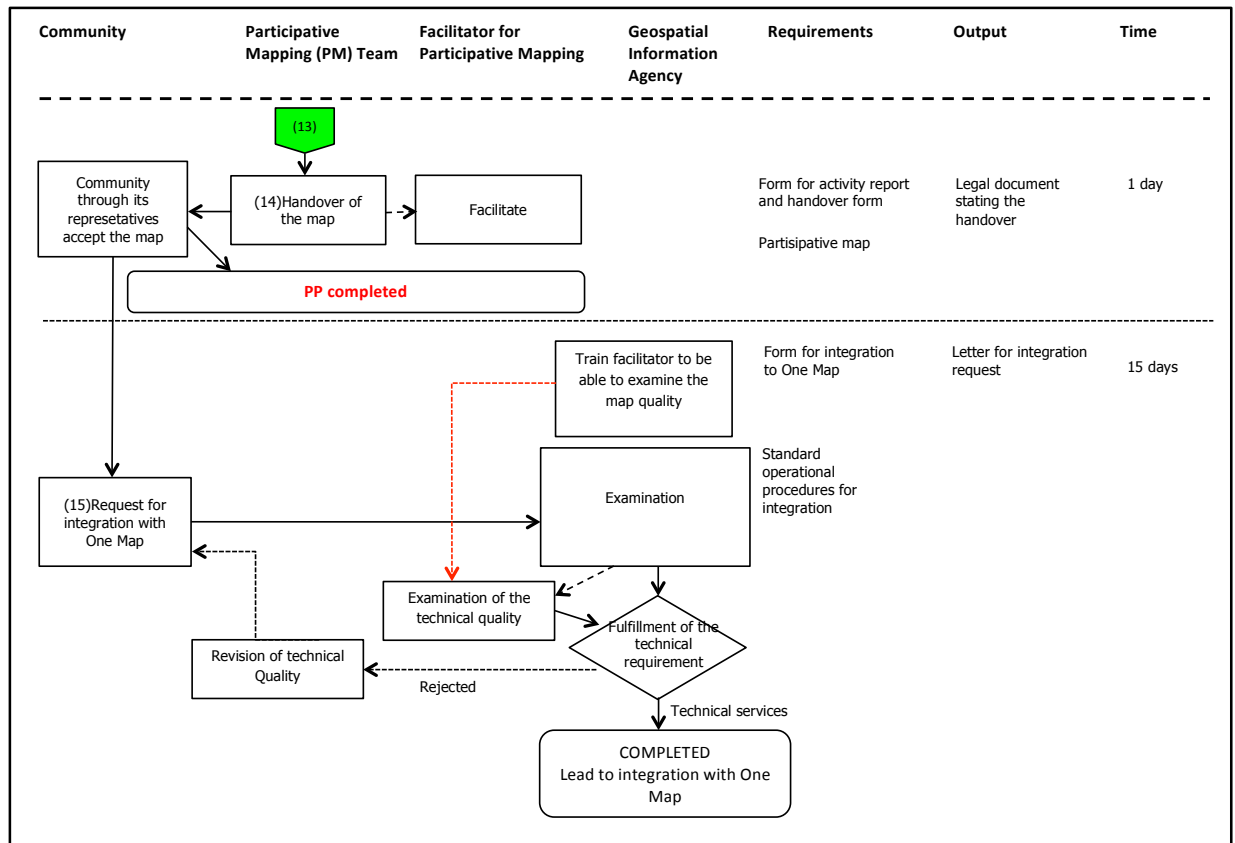 Community
Participative
Mapping (PM) Team
Facilitator for
Participative Mapping
Geospatial
Information
Agency
Requirements
Output
Time
(13)
Community
through its
represetatives
accept the map
(14)Handover of
the map
Facilitate
Form for activity report
and handover form
Partisipative map
Legal document
stating the
handover
1 day
PP completed
Train facilitator to be
able to examine the
map quality
Form for integration
to One Map
Letter for integration
request
15 days
(15)Request for
integration with
One Map
Examination
Standard
operational
procedures for
integration
Examination of the
technical quality
Fulfillment of the
technical
requirement
Revision of technical
Quality
Rejected
Technical services
COMPLETED
Lead to integration with One
Map